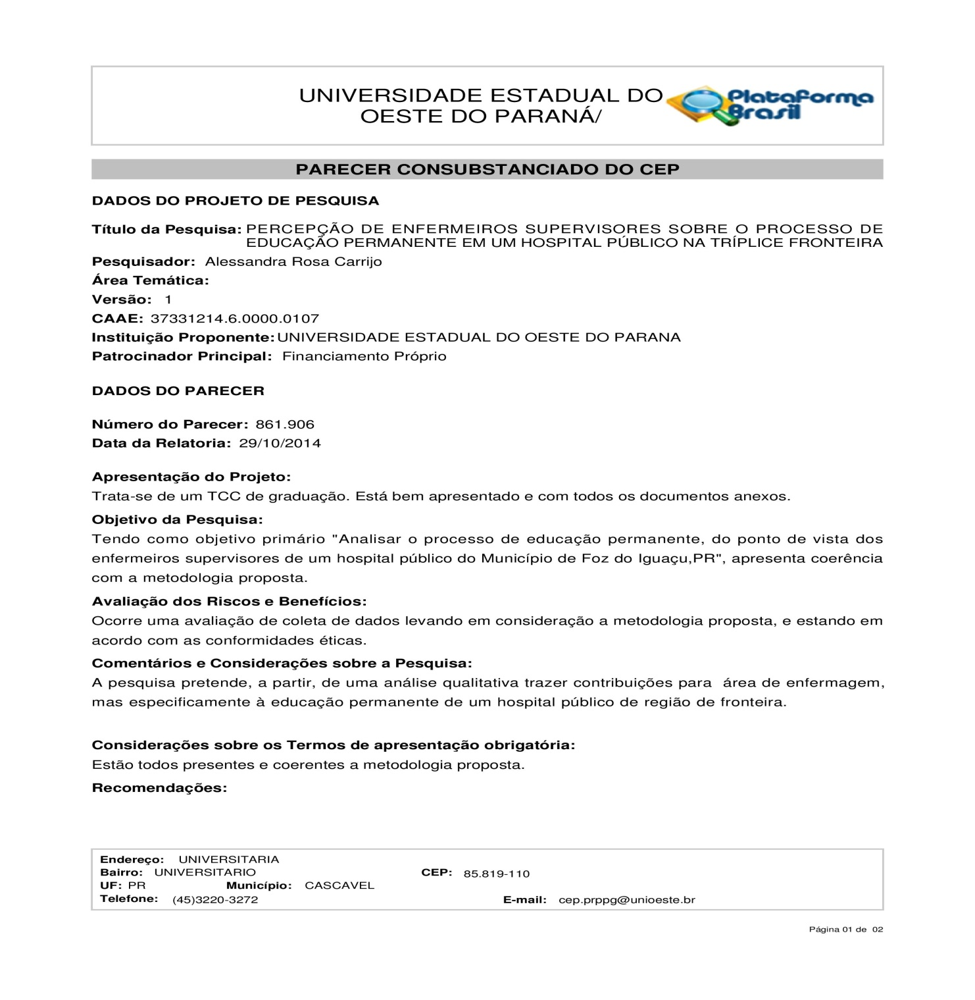 UNIVERSIDADE ESTADUAL DO
OESTE DO PARANÁ/
Plataforma
Brasil
PARECER CONSUBSTANCIADO DO CEP
DADOS DO PROJETO DE PESQUISA
Título da Pesquisa: PERCEPÇÃO DE ENFERMEIROS SUPERVISORES SOBRE O PROCESSO DE
EDUCAÇÃO PERMANENTE EM UM HOSPITAL PÚBLICO NA TRÍPLICE FRONTEIRA
Pesquisador: Alessandra Rosa Carrijo
Área Temática:
Versão: 1
CAAE: 37331214.6.0000.0107
Instituição Proponente: UNIVERSIDADE ESTADUAL DO OESTE DO PARANA
Patrocinador Principal: Financiamento Próprio
DADOS DO PARECER
Número do Parecer: 861.906
Data da Relatoria: 29/10/2014
Apresentação do Projeto:
Trata-se de um TCC de graduação. Está bem apresentado e com todos os documentos anexos.
Objetivo da Pesquisa:
Tendo como objetivo primário "Analisar o processo de educação permanente, do ponto de vista dos
enfermeiros supervisores de um hospital público do Município de Foz do Iguaçu,PR", apresenta coerência
com a metodologia proposta.
Avaliação dos Riscos e Benefícios:
Ocorre uma avaliação de coleta de dados levando em consideração a metodologia proposta, e estando em
acordo com as conformidades éticas.
Comentários e Considerações sobre a Pesquisa:
A pesquisa pretende, a partir, de uma análise qualitativa trazer contribuições para área de enfermagem,
mas especificamente à educação permanente de um hospital público de região de fronteira.
Considerações sobre os Termos de apresentação obrigatória:
Estão todos presentes e coerentes a metodologia proposta.
Recomendações:
Endereço: UNIVERSITARIA
Bairro: UNIVERSITARIO CEP: 85.819-110
UF: PR Município: CASCAVEL
Telefone: (45)3220-3272 E-mail: cep.prppg@unioeste.br
Página 01 de 02